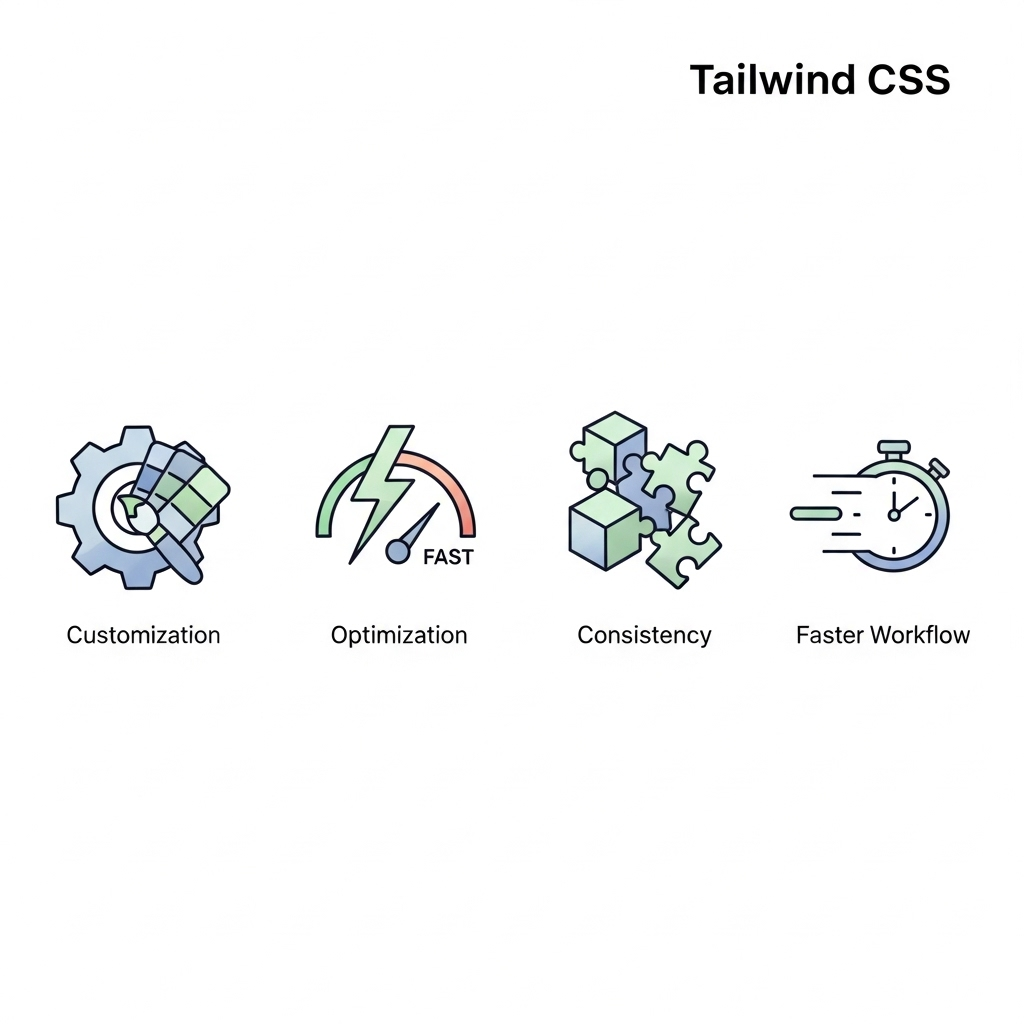 Tailwind CSS
FAST
Customization
Optimization
Consistency
Faster Workflow